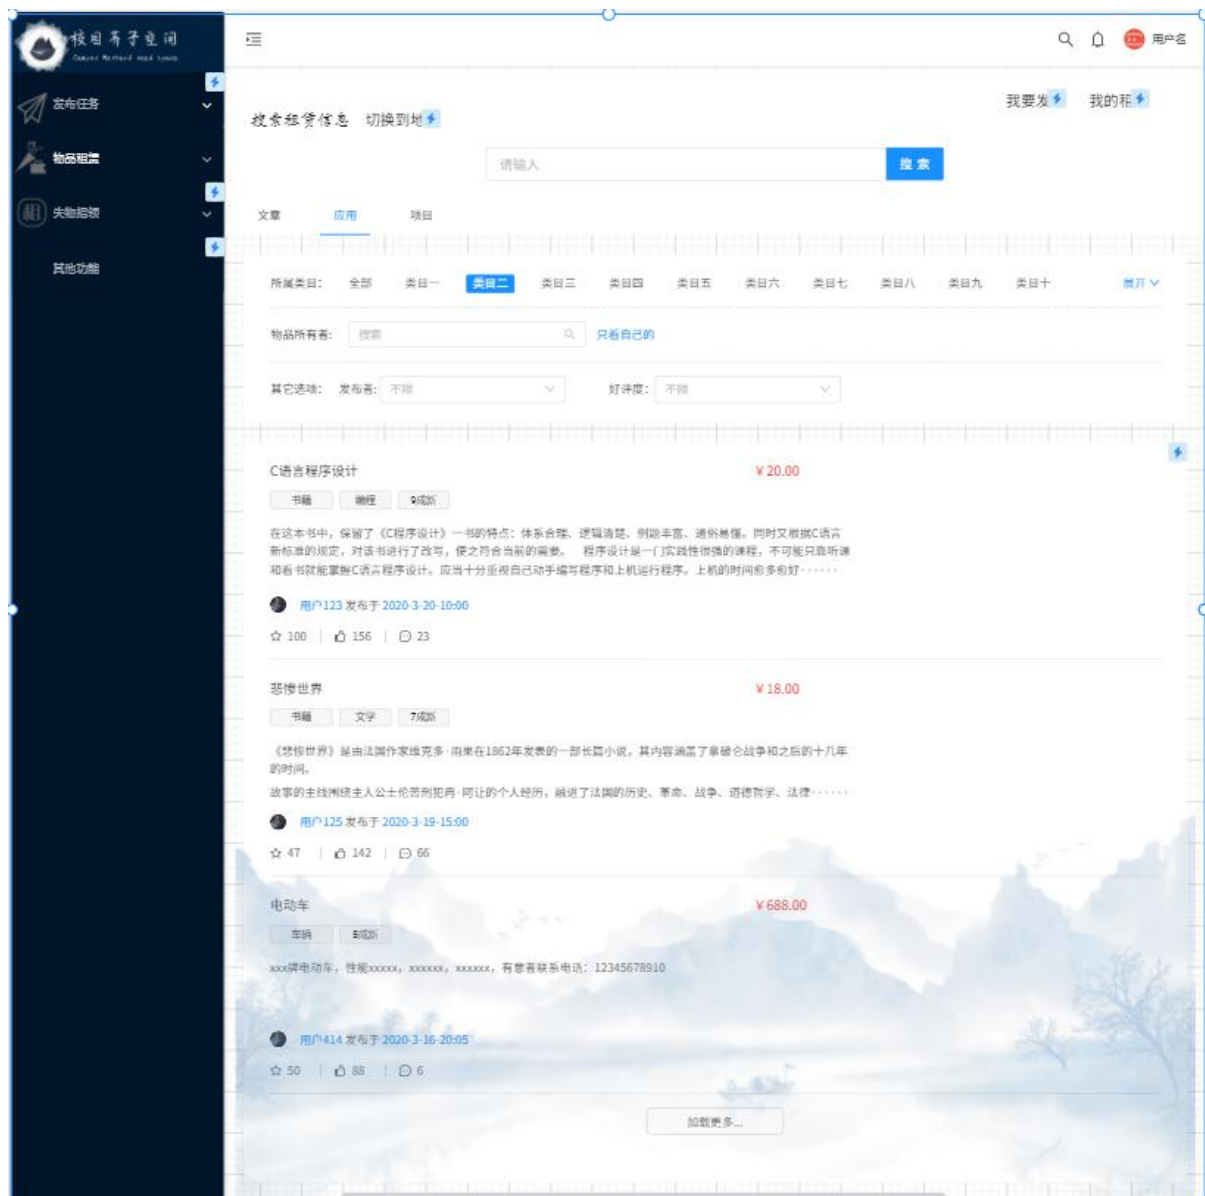 校园弟子空间
用户名
发布任务
物品租赁
失物招领
其他功能
我要发
我的租
搜索租赁信息 切换到地
请输入
搜 索
文章 应用 项目
所属类目: 全部 类目一 类目二 类目三 类目四 类目五 类目六 类目七 类目八 类目九 类目十 展开
物品所有者: 搜索 只看自己的
其它选项: 发布者: 不限 好评度: 不限
C语言程序设计 ¥20.00
书籍 编程 9成新
在这本书中，保留了《C程序设计》一书的特点：体系合理、逻辑清楚、例题丰富、通俗易懂。同时又根据C语言
新标准的规定，对该书进行了改写，使之符合当前的需要。 程序设计是一门实践性很强的课程，不可能只靠听课
和看书就能掌握C语言程序设计。应当十分重视自己动手编写程序和上机运行程序。上机的时间愈多愈好······
用户123 发布于 2020-3-20-10:00
100 156 23
悲惨世界 ¥18.00
书籍 文学 7成新
《悲惨世界》是由法国作家维克多·雨果在1862年发表的一部长篇小说，其内容涵盖了拿破仑战争和之后的十几年
的时间。
故事的主线围绕主人公土伦苦刑犯冉·阿让的个人经历，融进了法国的历史、革命、战争、道德哲学、法律······
用户125 发布于 2020-3-19-15:00
47 142 66
电动车 ¥688.00
车辆 8成新
xxx牌电动车，性能xxxxx，xxxxxx，xxxxxx，有意者联系电话：12345678910
用户414 发布于 2020-3-16-20:05
50 88 6
加载更多...